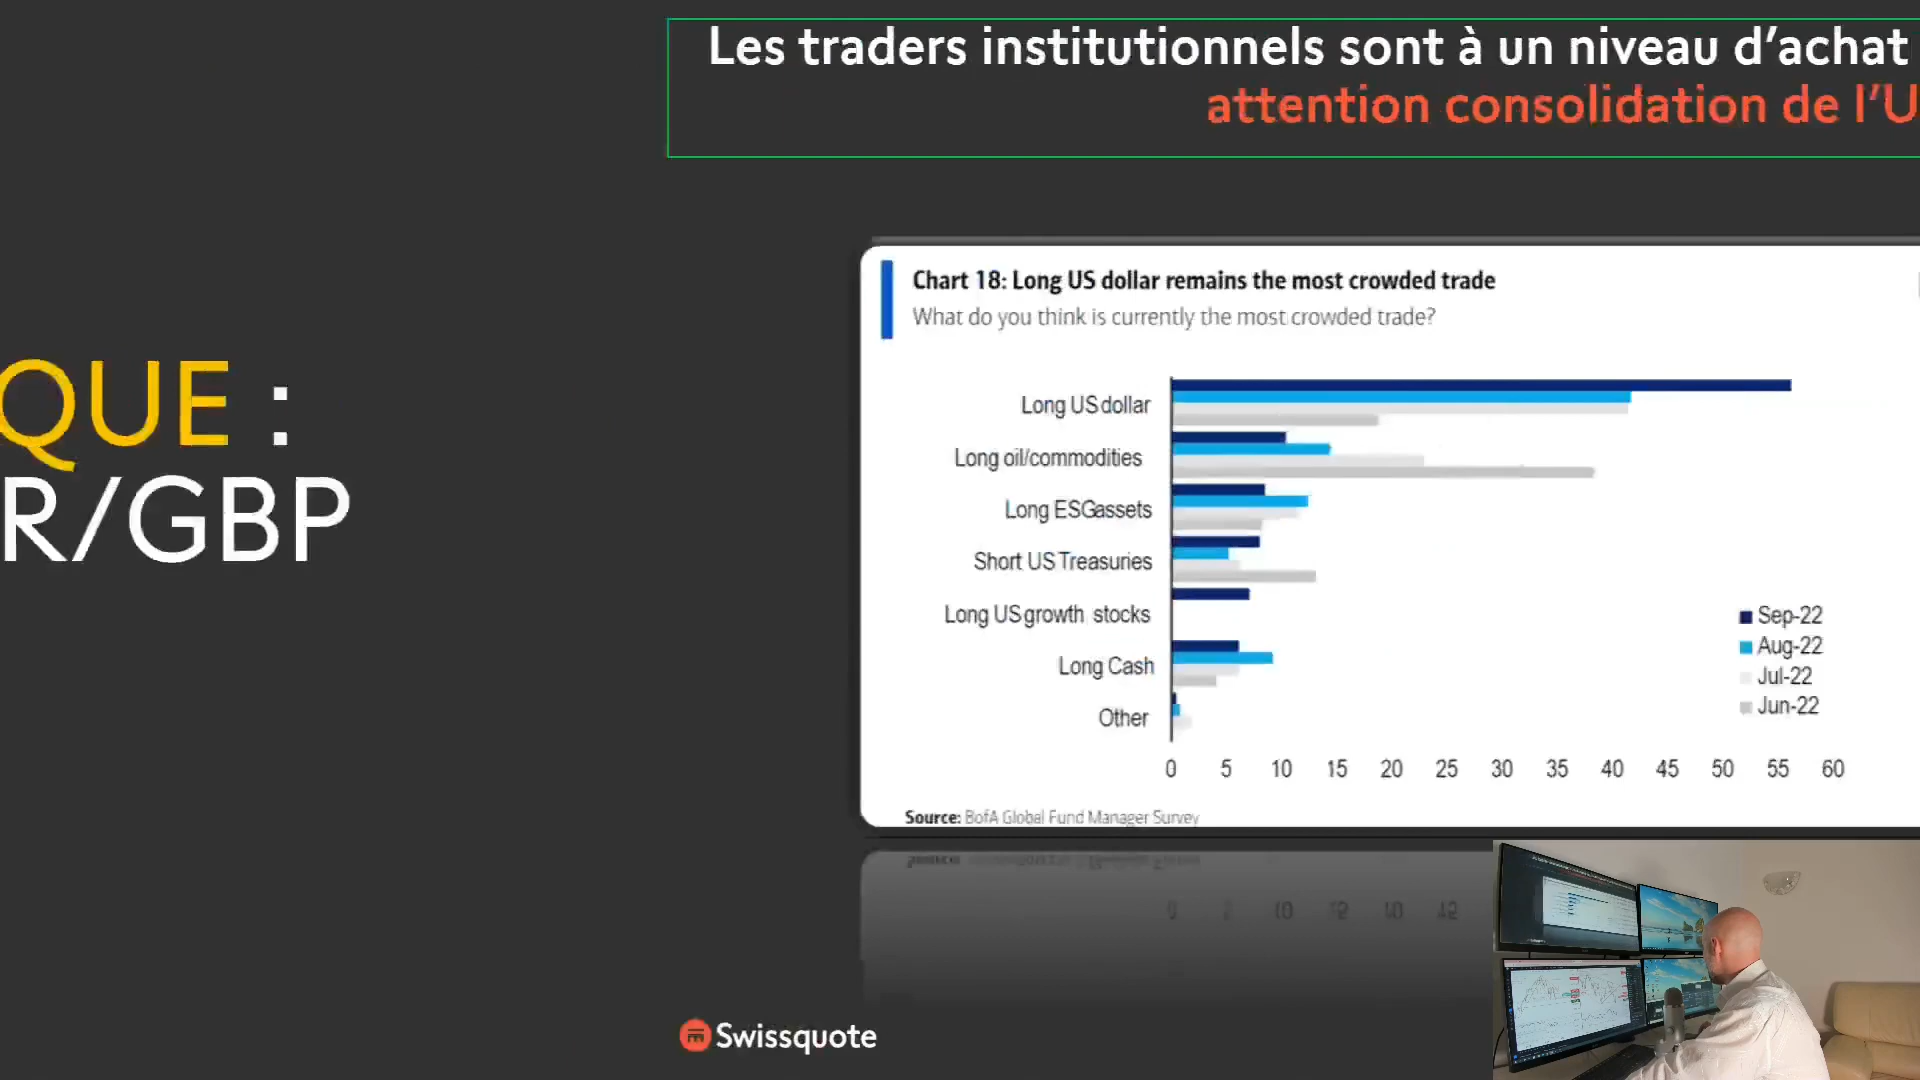 Les traders institutionnels sont à un niveau d’achat
attention consolidation de l’U
QUE :
R/GBP
Chart 18: Long US dollar remains the most crowded trade
What do you think is currently the most crowded trade?
Long US dollar
Long oil/commodities
Long ESG assets
Short US Treasuries
Long US growth stocks
Long Cash
Other
Sep-22
Aug-22
Jul-22
Jun-22
0 5 10 15 20 25 30 35 40 45 50 55 60
Source: BofA Global Fund Manager Survey
Swissquote